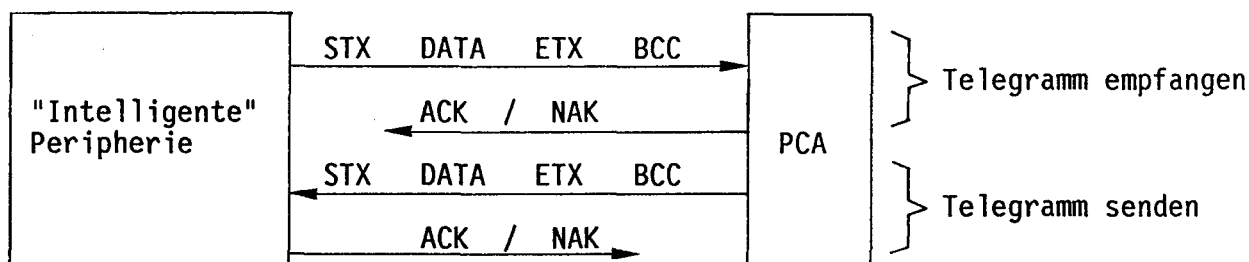 STX DATA ETX BCC
Telegramm empfangen
"Intelligente"
Peripherie
ACK / NAK
PCA
STX DATA ETX BCC
Telegramm senden
ACK / NAK